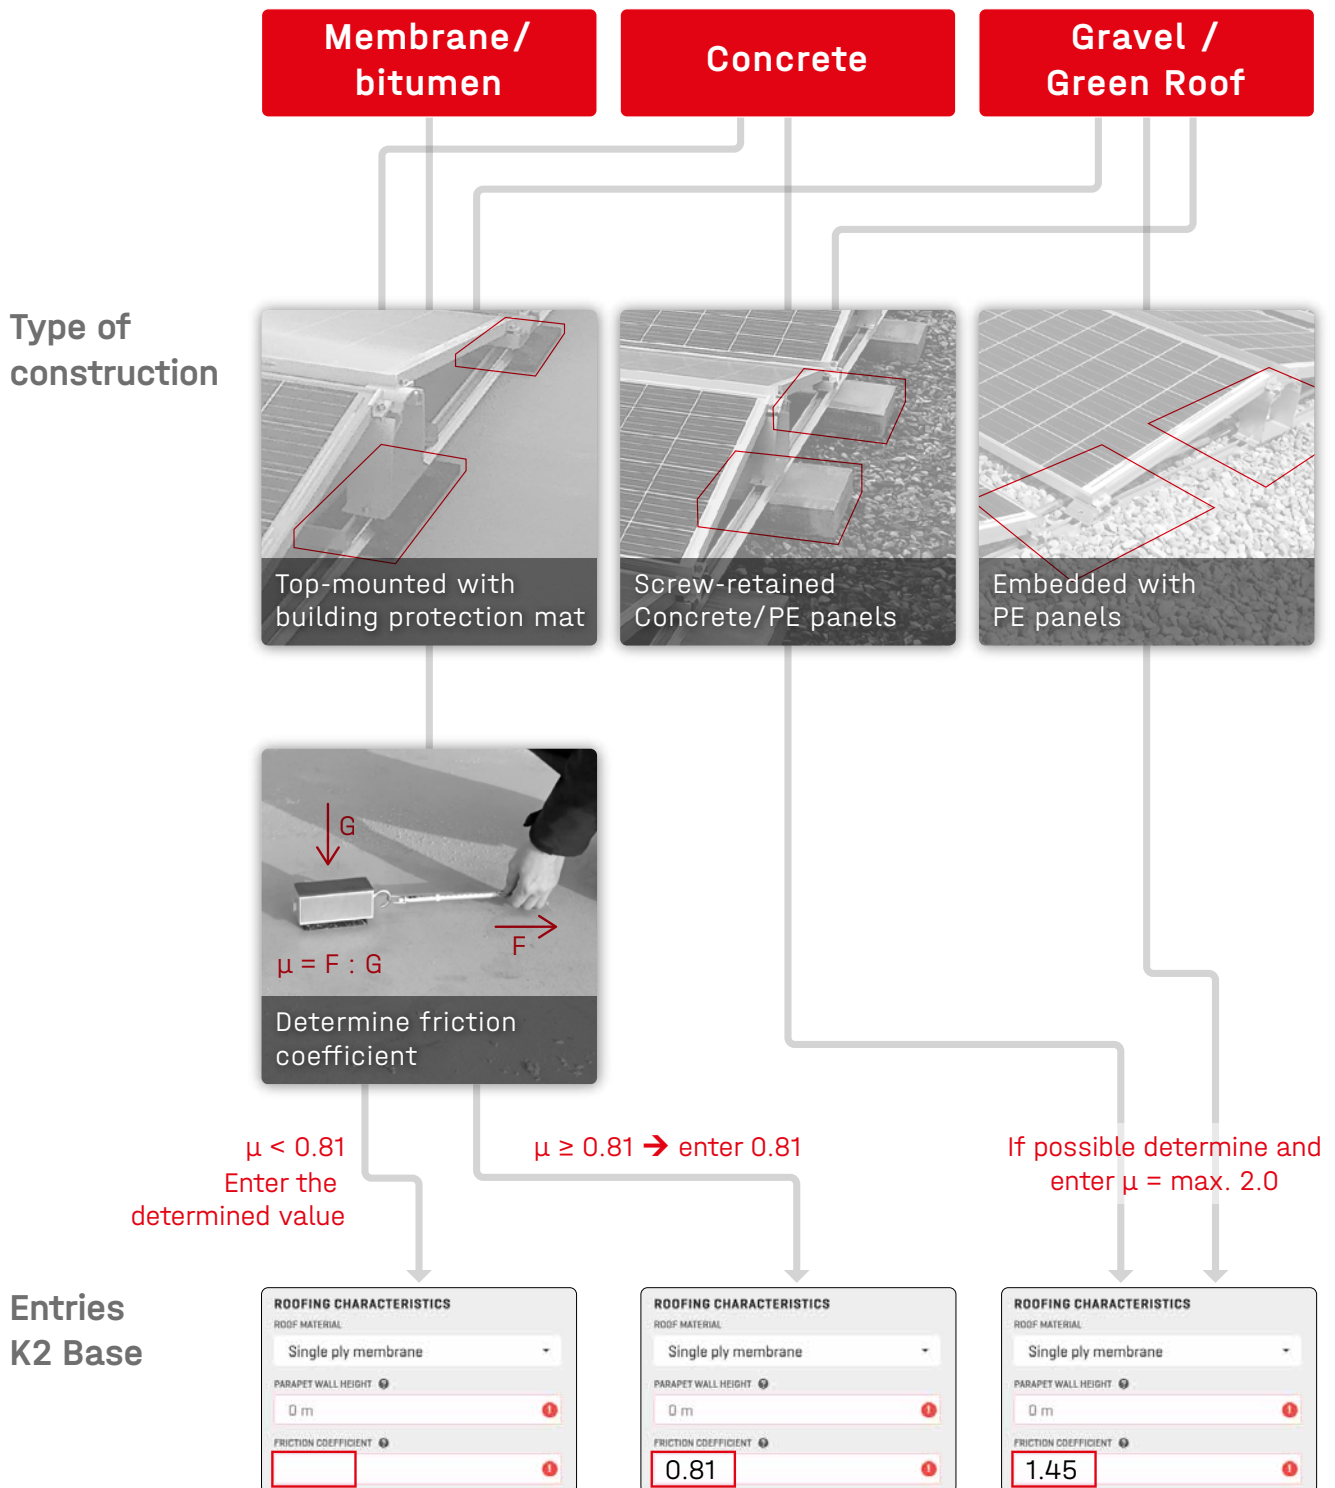 Membrane/
bitumen
Concrete
Gravel /
Green Roof
Type of
construction
Top-mounted with
building protection mat
Screw-retained
Concrete/PE panels
Embedded with
PE panels
G
F
μ = F : G
Determine friction
coefficient
μ < 0.81
Enter the
determined value
μ ≥ 0.81 ➔ enter 0.81
If possible determine and
enter μ = max. 2.0
Entries
K2 Base
ROOFING CHARACTERISTICS
ROOF MATERIAL
Single ply membrane
PARAPET WALL HEIGHT ?
0 m !
FRICTION COEFFICIENT ?
!
ROOFING CHARACTERISTICS
ROOF MATERIAL
Single ply membrane
PARAPET WALL HEIGHT ?
0 m !
FRICTION COEFFICIENT ?
0.81 !
ROOFING CHARACTERISTICS
ROOF MATERIAL
Single ply membrane
PARAPET WALL HEIGHT ?
0 m !
FRICTION COEFFICIENT ?
1.45 !